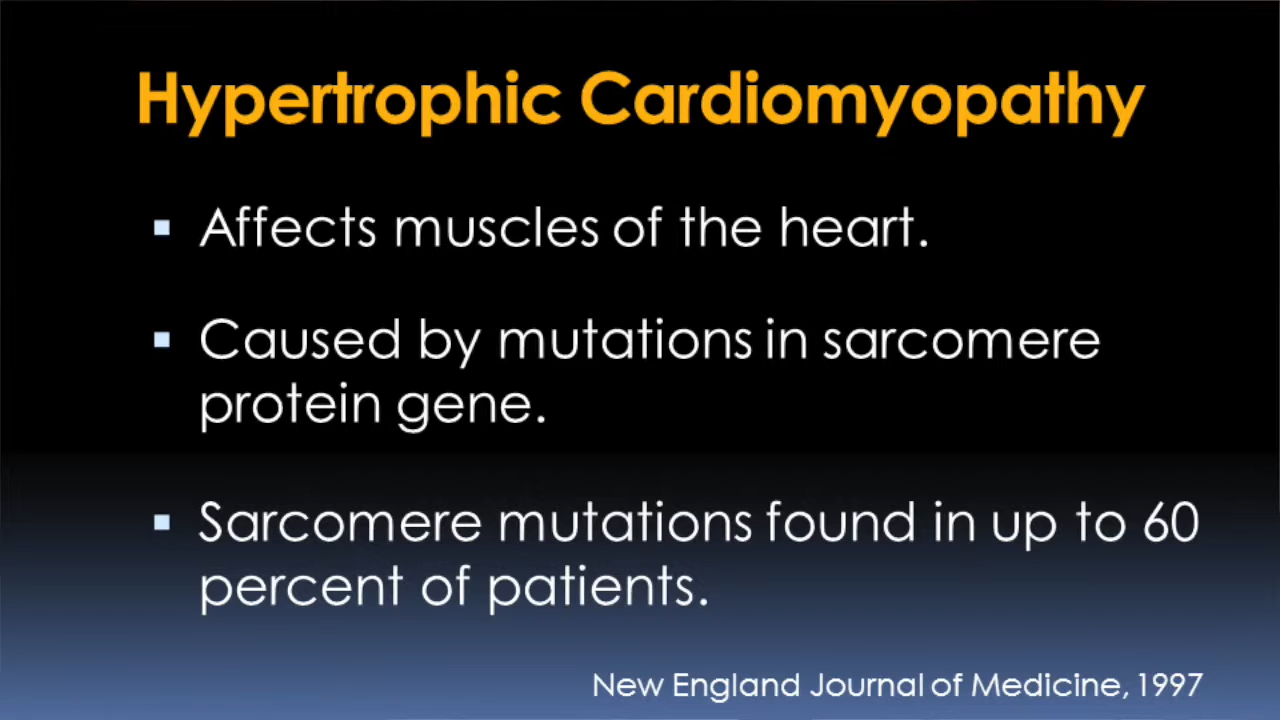 Hypertrophic Cardiomyopathy
▪ Affects muscles of the heart.
▪ Caused by mutations in sarcomere
protein gene.
▪ Sarcomere mutations found in up to 60
percent of patients.
New England Journal of Medicine, 1997